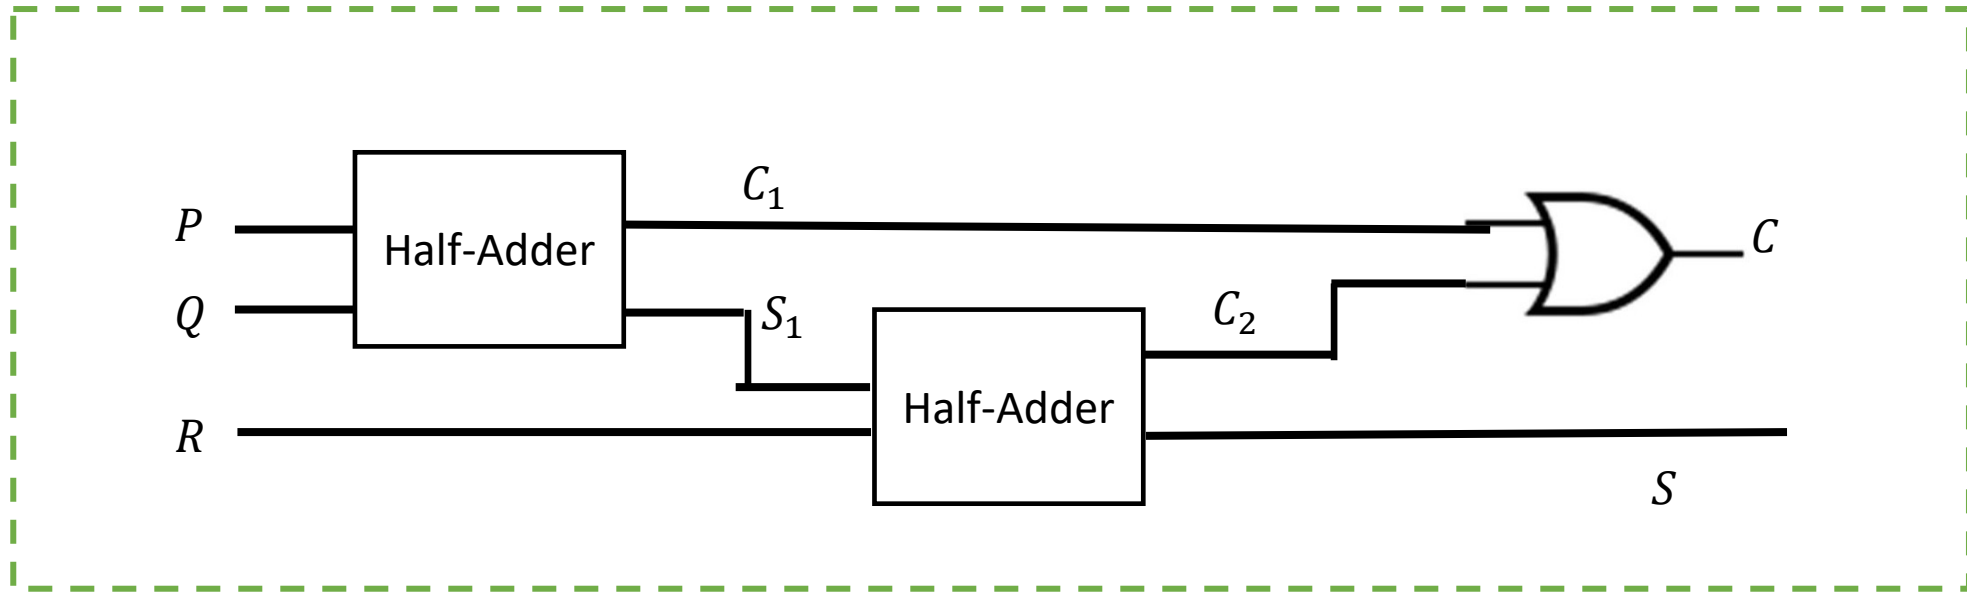 P
Q
R
Half-Adder
C₁
S₁
Half-Adder
C₂
C
S